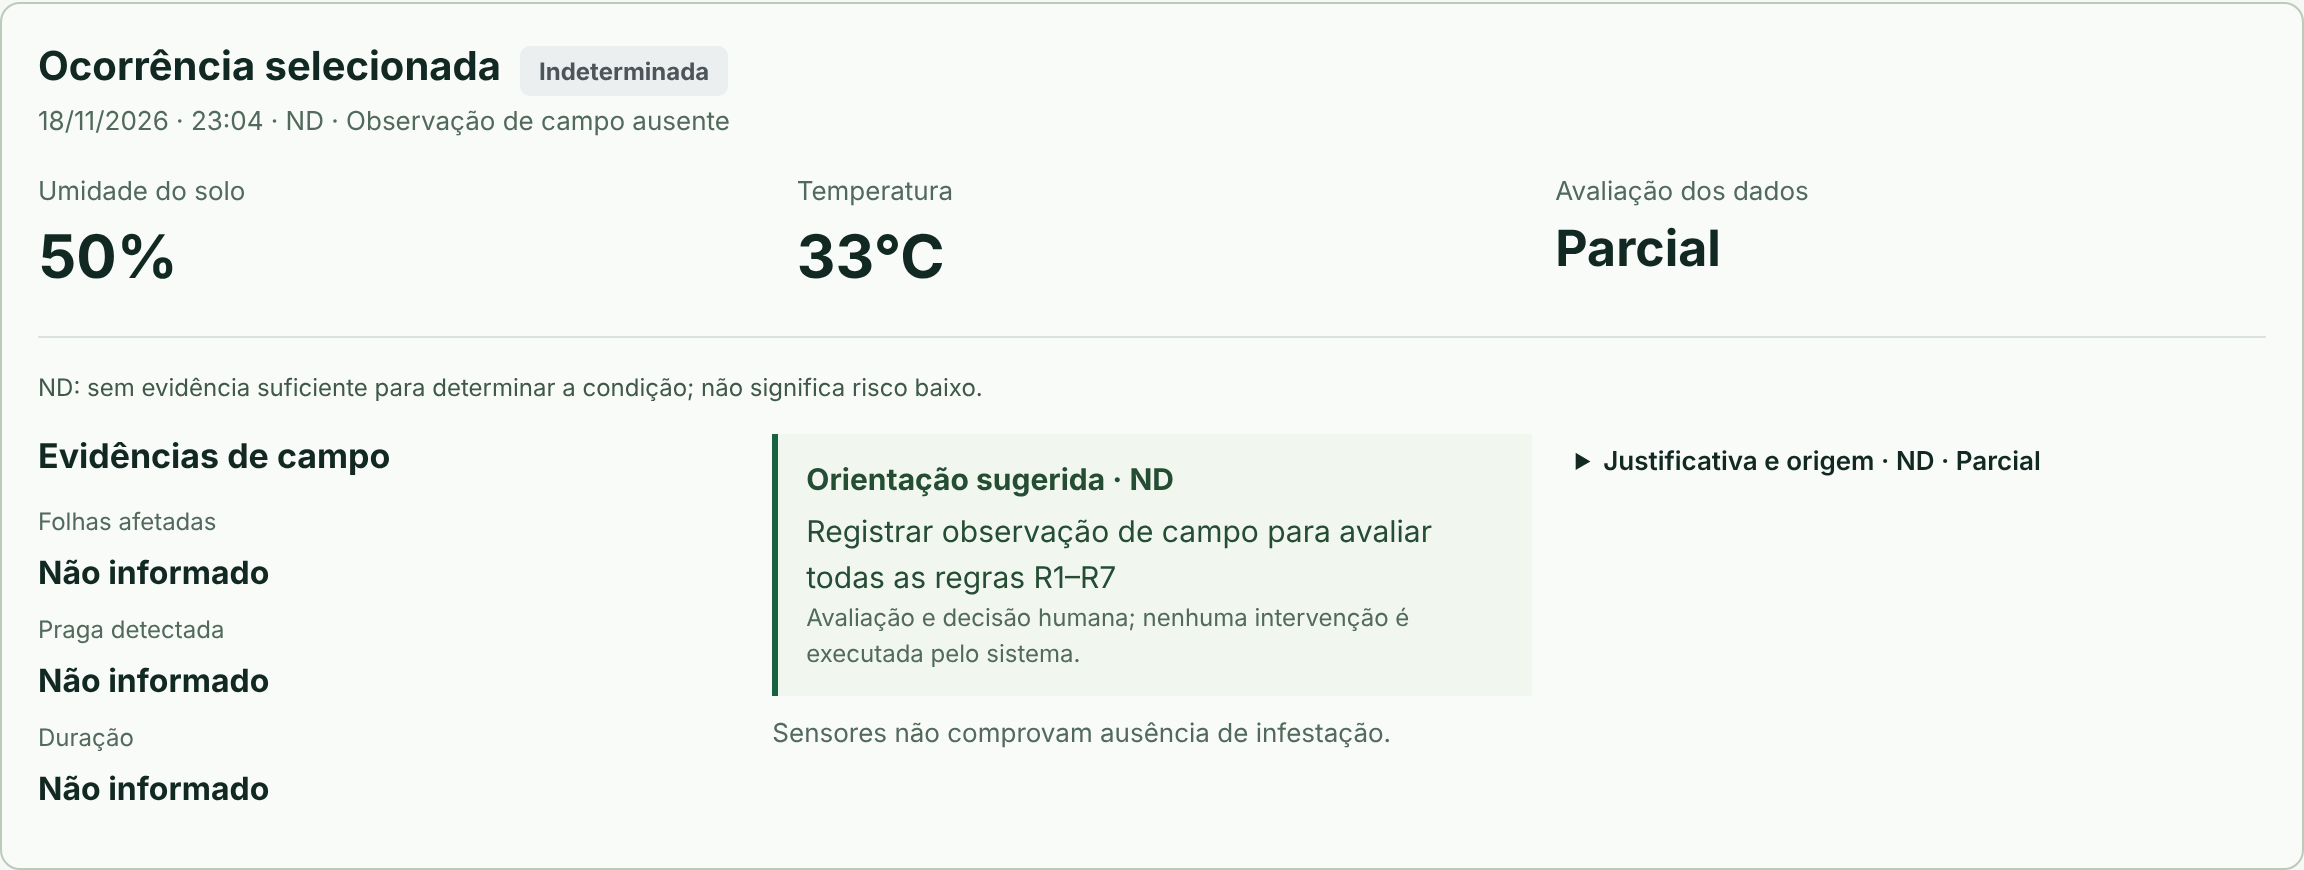 Ocorrência selecionada Indeterminada
18/11/2026 · 23:04 · ND · Observação de campo ausente
Umidade do solo
50%
Temperatura
33°C
Avaliação dos dados
Parcial
ND: sem evidência suficiente para determinar a condição; não significa risco baixo.
Evidências de campo
Folhas afetadas
Não informado
Praga detectada
Não informado
Duração
Não informado
Orientação sugerida · ND
Registrar observação de campo para avaliar
todas as regras R1–R7
Avaliação e decisão humana; nenhuma intervenção é
executada pelo sistema.
Sensores não comprovam ausência de infestação.
▶ Justificativa e origem · ND · Parcial